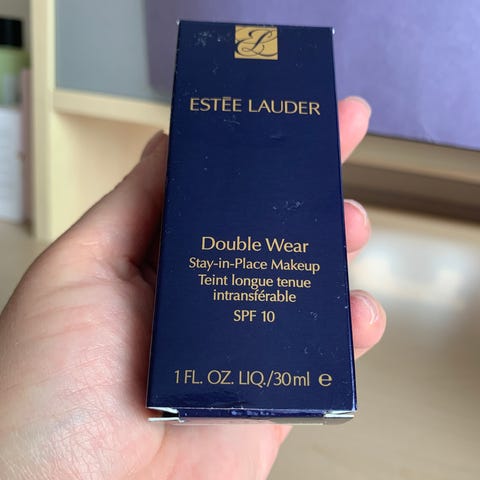 ESTĒE LAUDER
Double Wear
Stay-in-Place Makeup
Teint longue tenue
intransférable
SPF 10
1 FL. OZ. LIQ./30 ml ℮